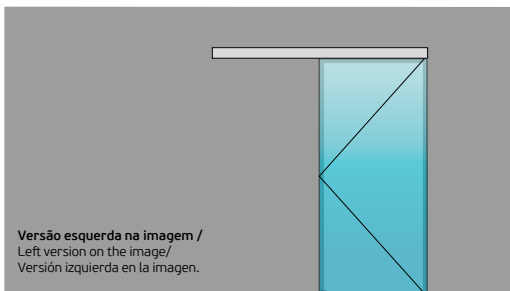 Versão esquerda na imagem /
Left version on the image/
Versión izquierda en la imagen.